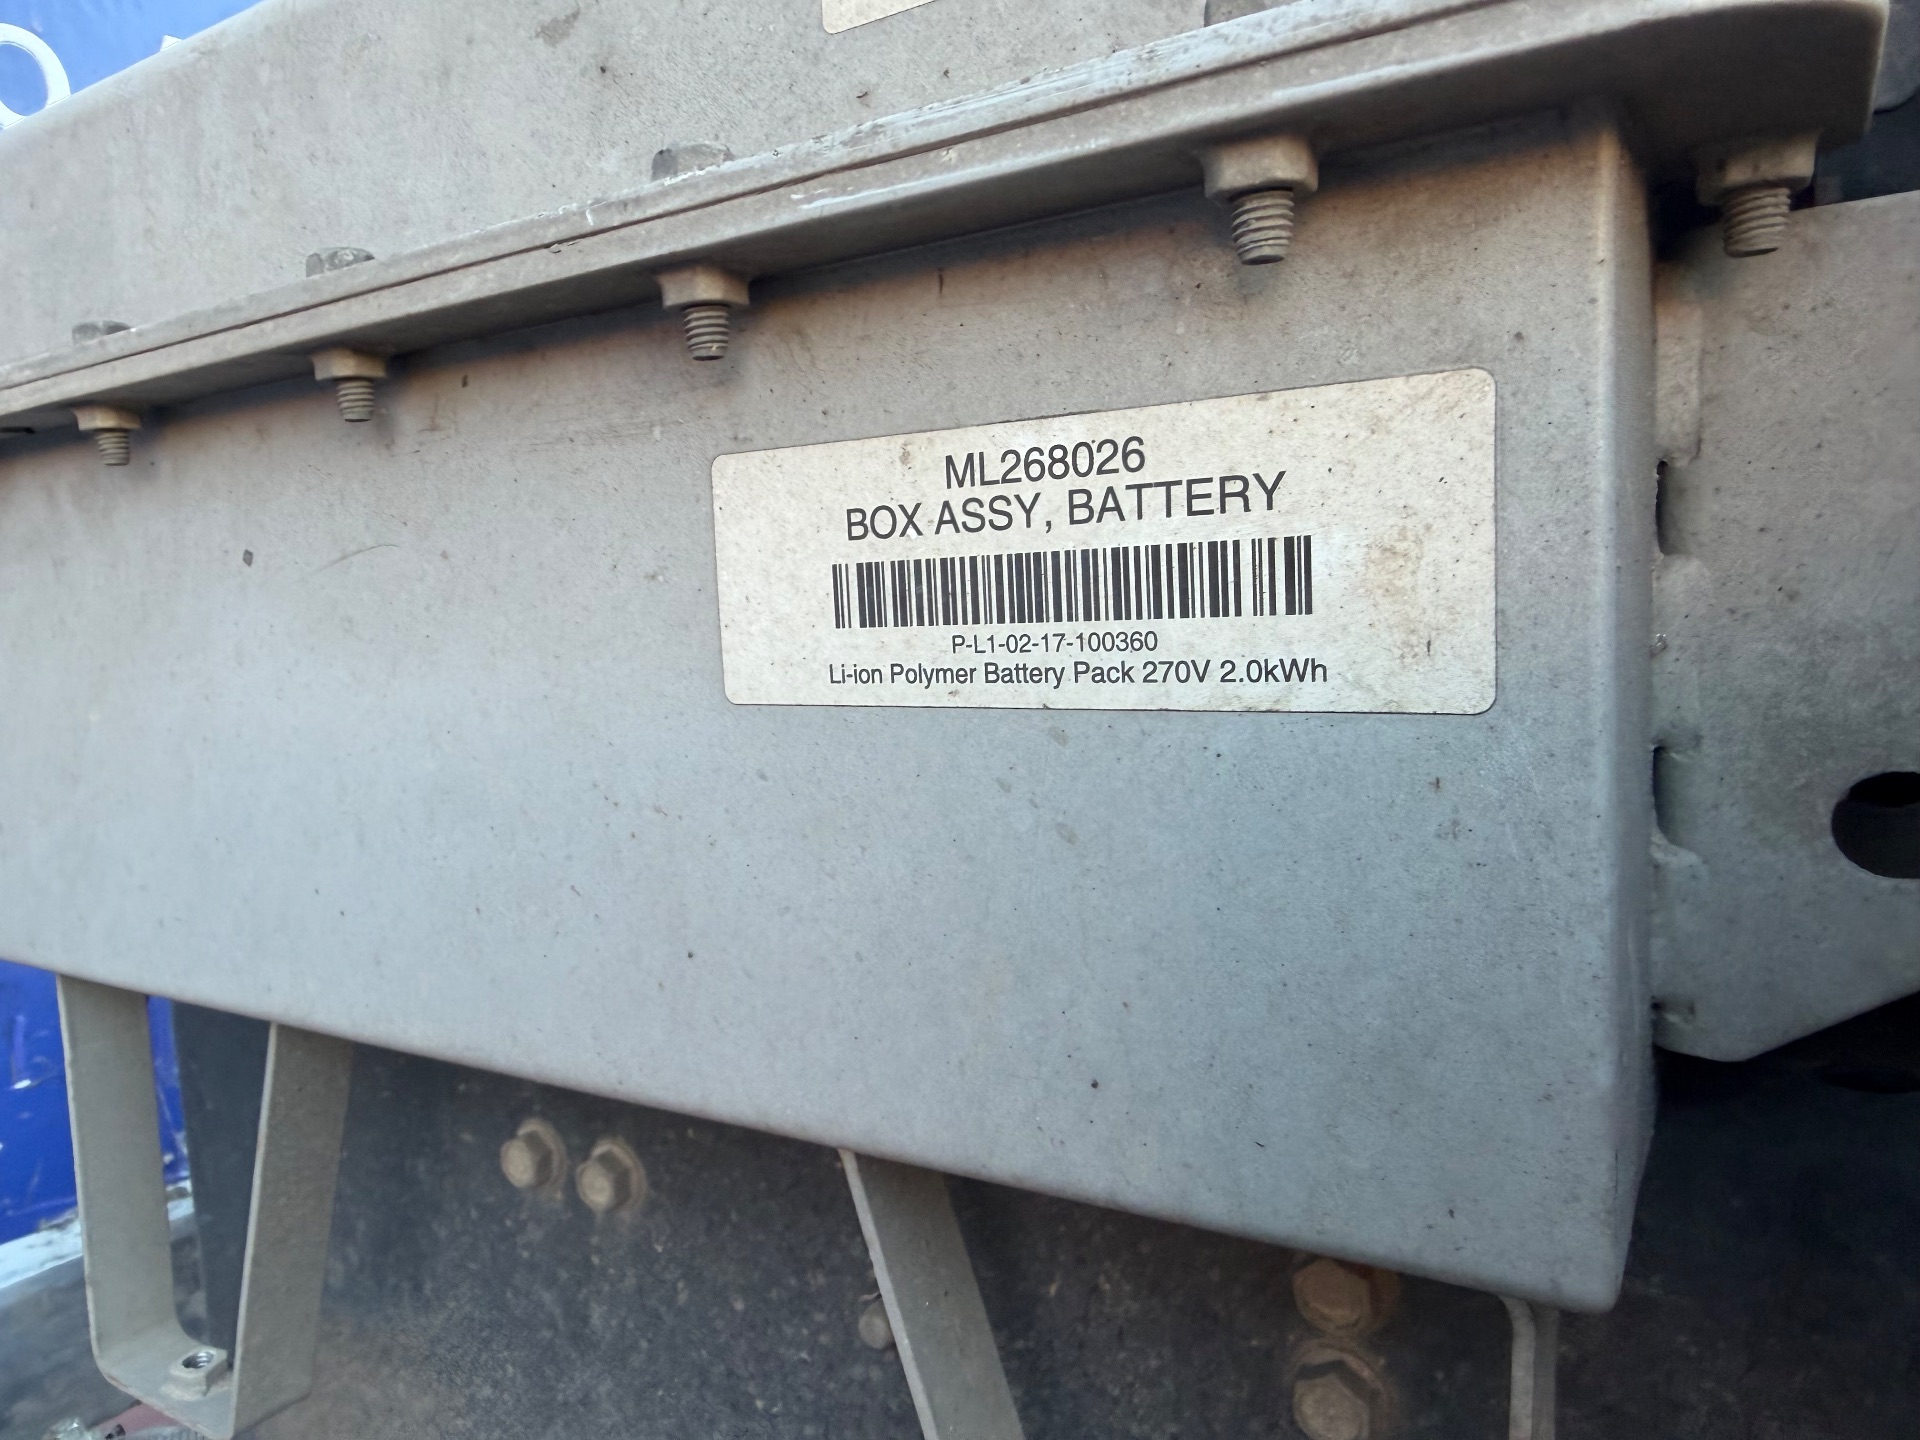 ML268026
BOX ASSY, BATTERY
P-L1-02-17-100360
Li-ion Polymer Battery Pack 270V 2.0kWh